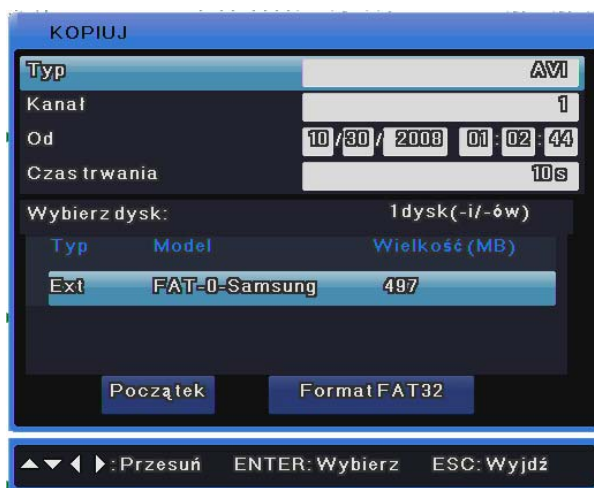 KOPIUJ
Typ AVI
Kanał 1
Od 10/30/2008 01:02:44
Czas trwania 10s
Wybierz dysk: 1dysk(-i/-ów)
Typ Model Wielkość(MB)
Ext FAT-0-Samsung 497
Początek Format FAT32
▲▼◀▶:Przesuń ENTER:Wybierz ESC:Wyjdź